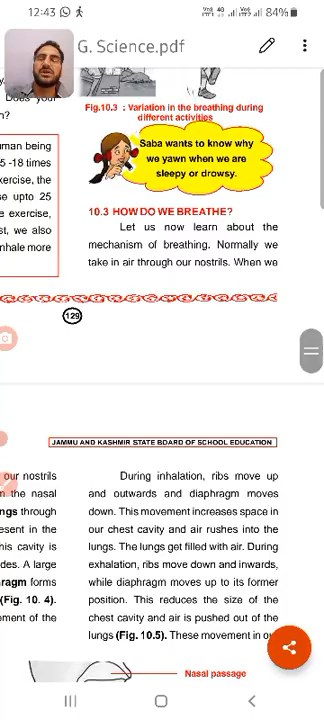 12:43
84%
G. Science.pdf
y.
Does your
n?
Fig.10.3 : Variation in the breathing during
different activities
uman being
5 -18 times
ercise, the
se upto 25
e exercise,
st, we also
nhale more
Saba wants to know why
we yawn when we are
sleepy or drowsy.
10.3 HOW DO WE BREATHE?
Let us now learn about the
mechanism of breathing. Normally we
take in air through our nostrils. When we
129
JAMMU AND KASHMIR STATE BOARD OF SCHOOL EDUCATION
our nostrils
m the nasal
ngs through
esent in the
his cavity is
des. A large
hragm forms
(Fig. 10. 4).
ement of the
During inhalation, ribs move up
and outwards and diaphragm moves
down. This movement increases space in
our chest cavity and air rushes into the
lungs. The lungs get filled with air. During
exhalation, ribs move down and inwards,
while diaphragm moves up to its former
position. This reduces the size of the
chest cavity and air is pushed out of the
lungs (Fig. 10.5). These movement in ou
Nasal passage